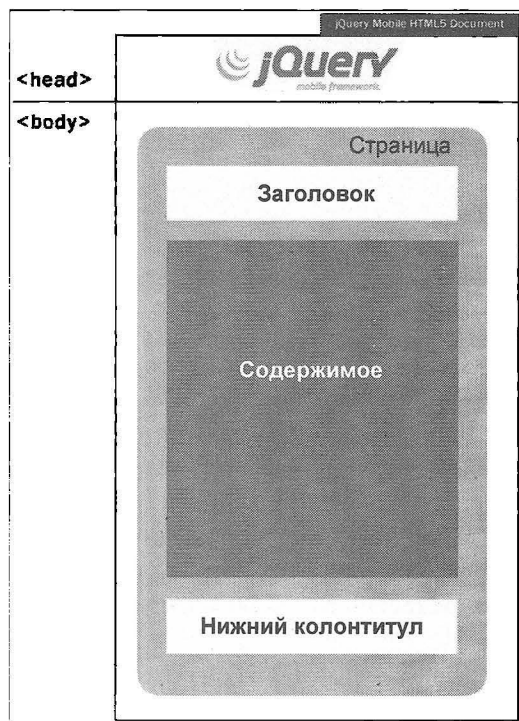 jQuery Mobile HTML5 Document
jQuery
mobile framework
<head>
<body>
Страница
Заголовок
Содержимое
Нижний колонтитул